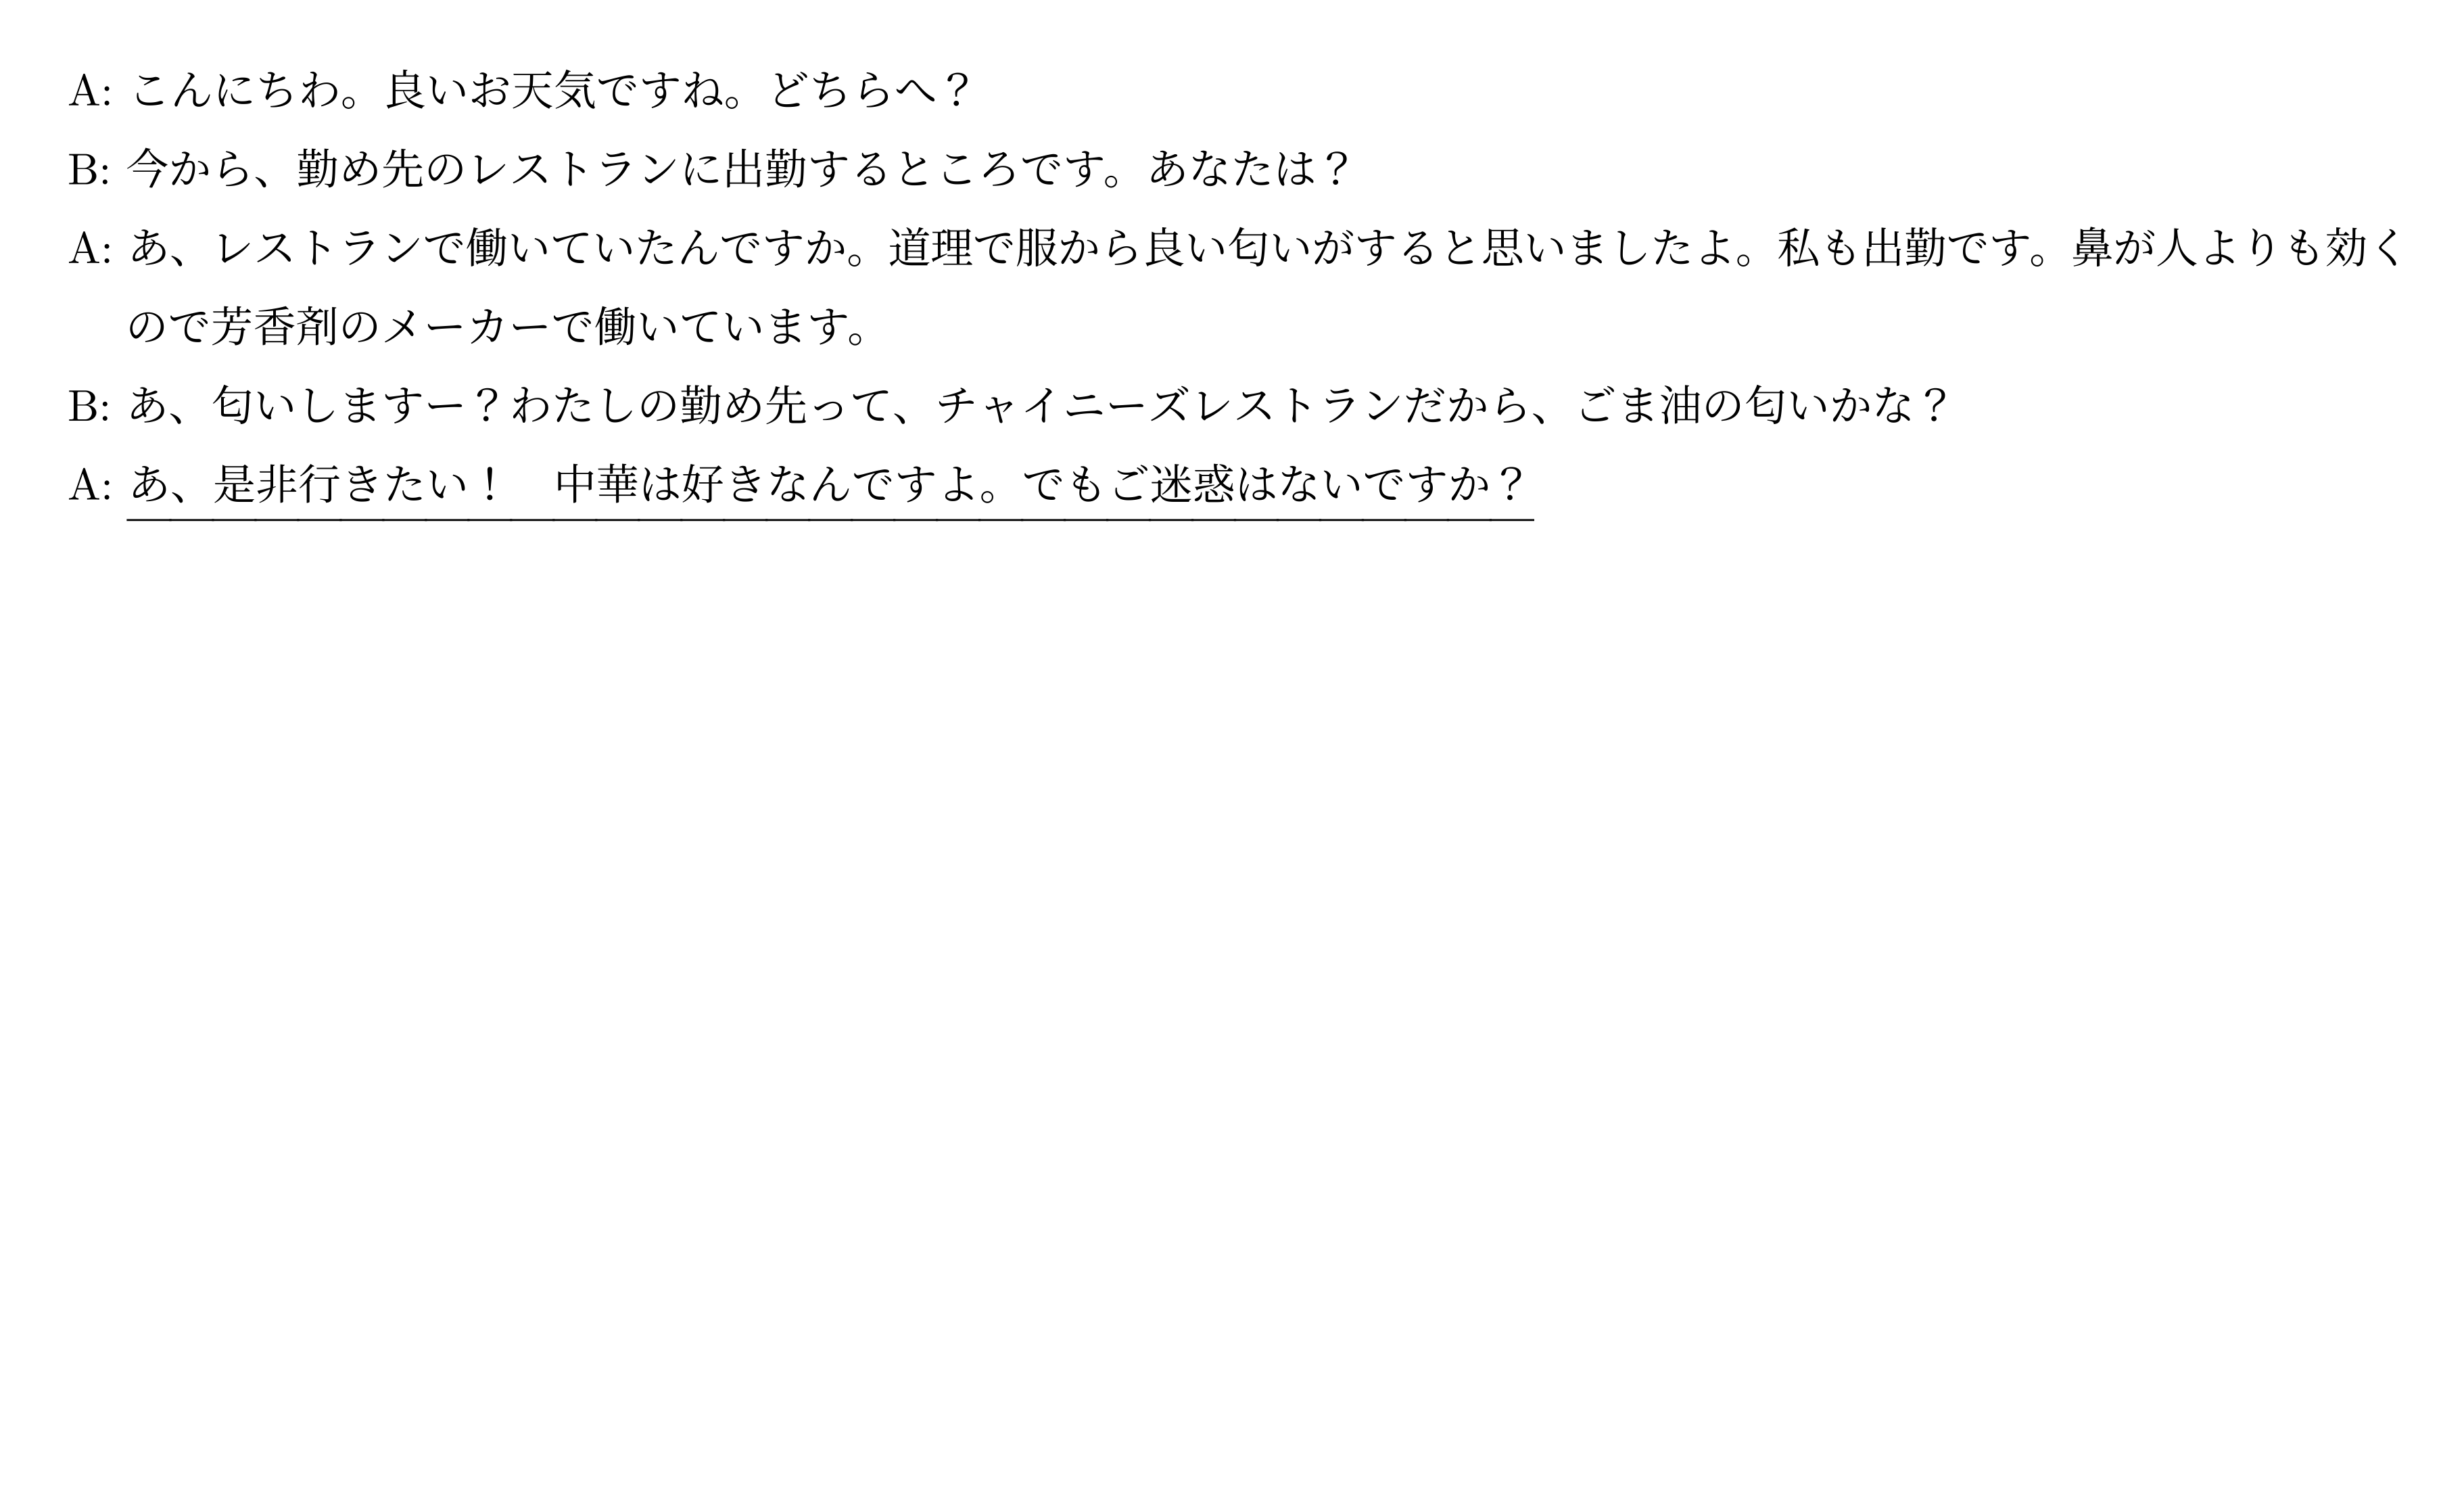 A: こんにちわ。良いお天気ですね。どちらへ？
B: 今から、勤め先のレストランに出勤するところです。あなたは？
A: あ、レストランで働いていたんですか。道理で服から良い匂いがすると思いましたよ。私も出勤です。鼻が人よりも効く
ので芳香剤のメーカーで働いています。
B: あ、匂いしますー？わたしの勤め先って、チャイニーズレストランだから、ごま油の匂いかな？
A: あ、是非行きたい！　中華は好きなんですよ。でもご迷惑はないですか？